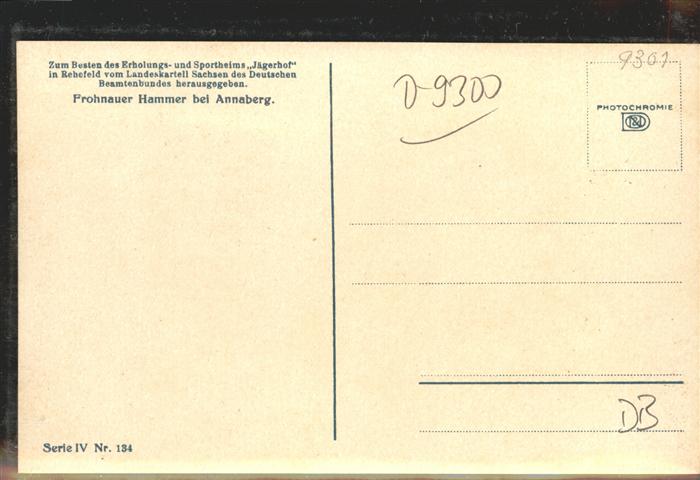 Zum Besten des Erholungs- und Sportheims „Jägerhof“
in Rehefeld vom Landeskartell Sachsen des Deutschen
Beamtenbundes herausgegeben.
Frohnauer Hammer bei Annaberg.
D-9300
9301
PHOTOCHROMIE
DB
Serie IV Nr. 134